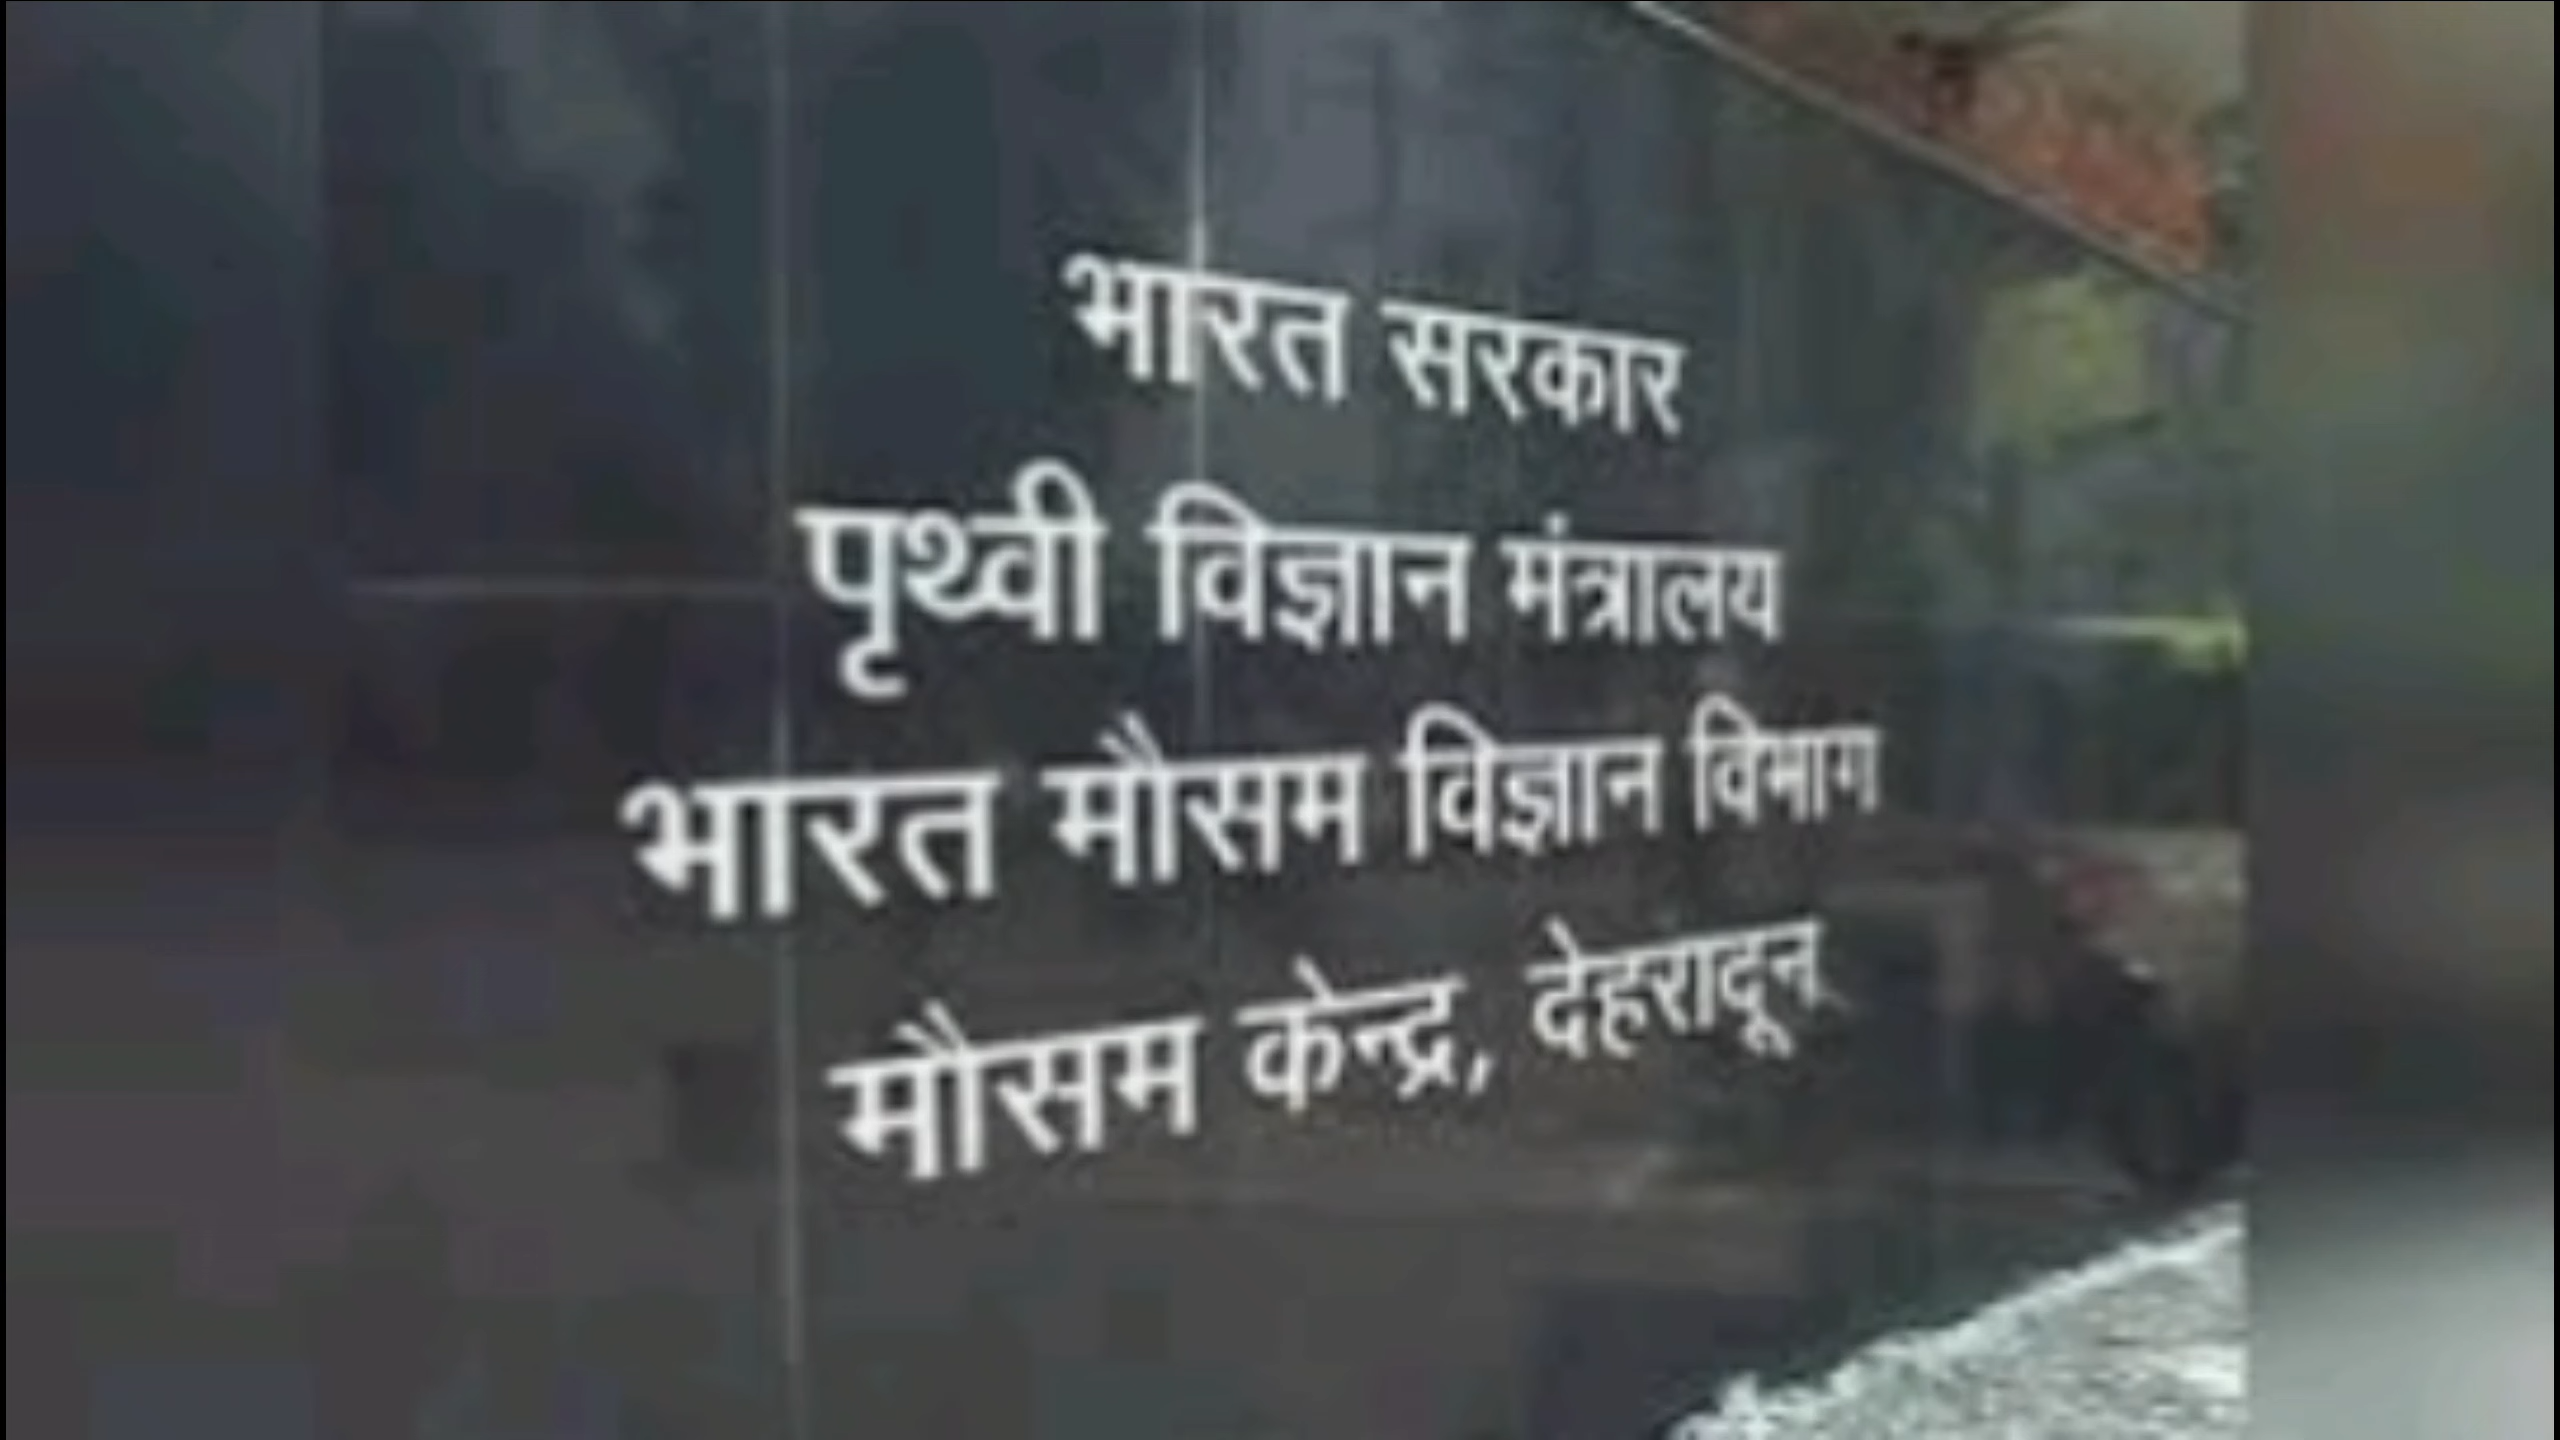 भारत सरकार
पृथ्वी विज्ञान मंत्रालय
भारत मौसम विज्ञान विभाग
मौसम केन्द्र, देहरादून